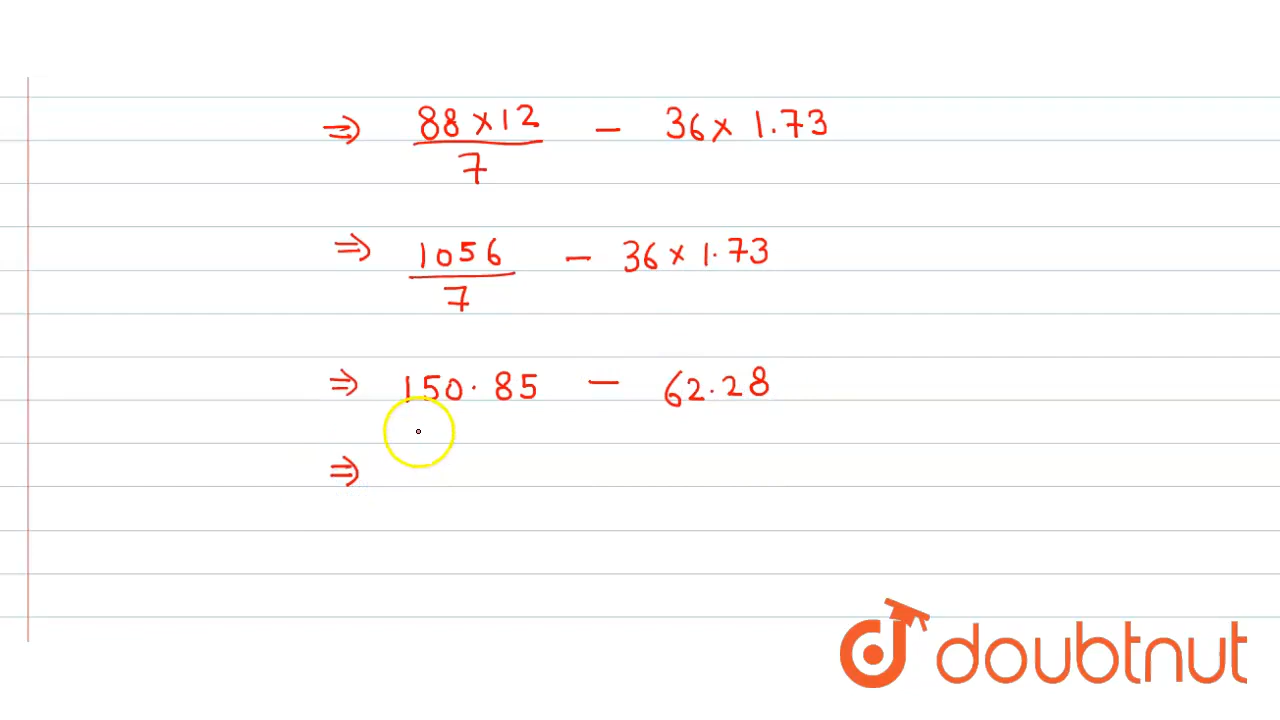 ⇒ 88 × 12 / 7 − 36 × 1.73
⇒ 1056 / 7 − 36 × 1.73
⇒ 150.85 − 62.28
⇒
doubtnut